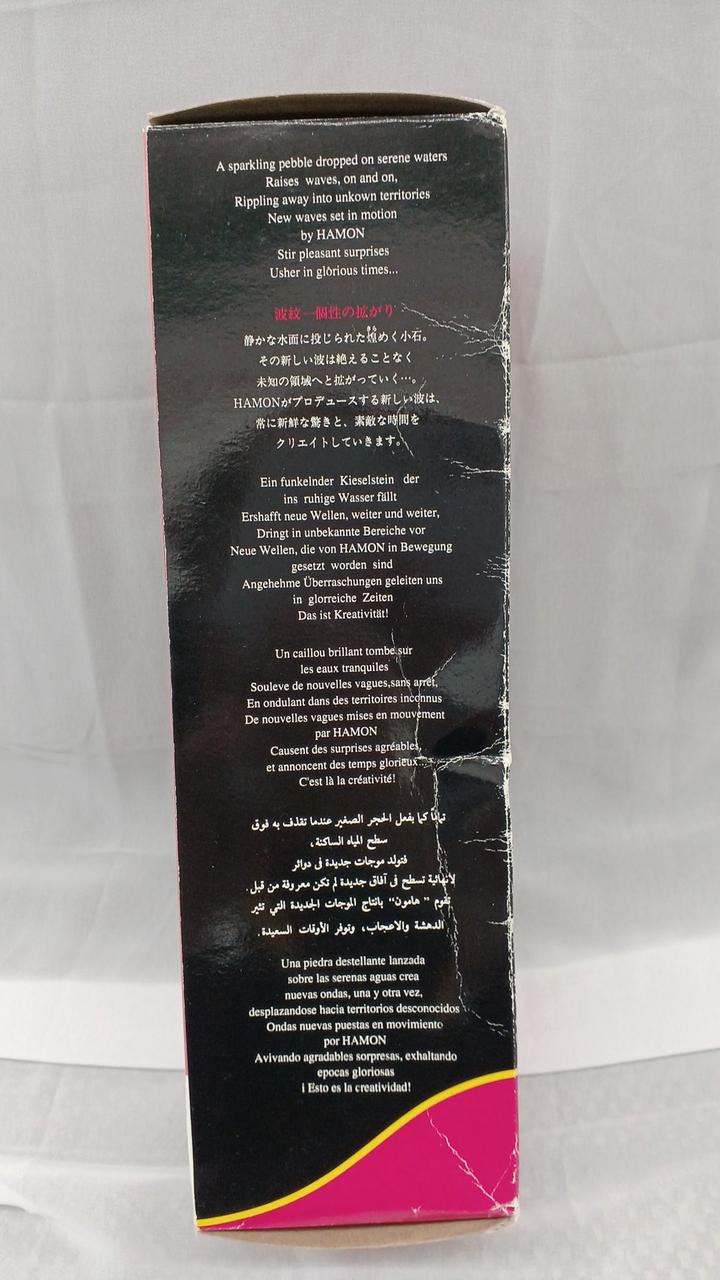 A sparkling pebble dropped on serene waters
Raises waves, on and on,
Rippling away into unkown territories
New waves set in motion
by HAMON
Stir pleasant surprises
Usher in glòrious times...
波紋―個性の拡がり
静かな水面に投じられた煌めく小石。
その新しい波は絶えることなく
未知の領域へと拡がっていく…。
HAMONがプロデュースする新しい波は、
常に新鮮な驚きと、素敵な時間を
クリエイトしていきます。
Ein funkelnder Kieselstein der
ins ruhige Wasser fällt
Ershafft neue Wellen, weiter und weiter,
Dringt in unbekannte Bereiche vor
Neue Wellen, die von HAMON in Bewegung
gesetzt worden sind
Angehehme Überraschungen geleiten uns
in glorreiche Zeiten
Das ist Kreativität!
Un caillou brillant tombe sur
les eaux tranquiles
Souleve de nouvelles vagues,sans arrêt,
En ondulant dans des territoires inconnus
De nouvelles vagues mises en mouvement
par HAMON
Causent des surprises agréables
et annoncent des temps glorieux...
C'est là la créativité!
تماماً كما يفعل الحجر الصغير عندما تقذف به فوق
سطح المياه الساكنة،
فتولد موجات جديدة فى دوائر
لانهائية تسطح فى آفاق جديدة لم تكن معروفة من قبل.
تقوم " هامون" بانتاج الموجات الجديدة التي تثير
الدهشة والاعجاب، وتوفر الأوقات السعيدة.
Una piedra destellante lanzada
sobre las serenas aguas crea
nuevas ondas, una y otra vez,
desplazandose hacia territorios desconocidos
Ondas nuevas puestas en movimiento
por HAMON
Avivando agradables sorpresas, exhaltando
epocas gloriosas
¡ Esto es la creatividad!